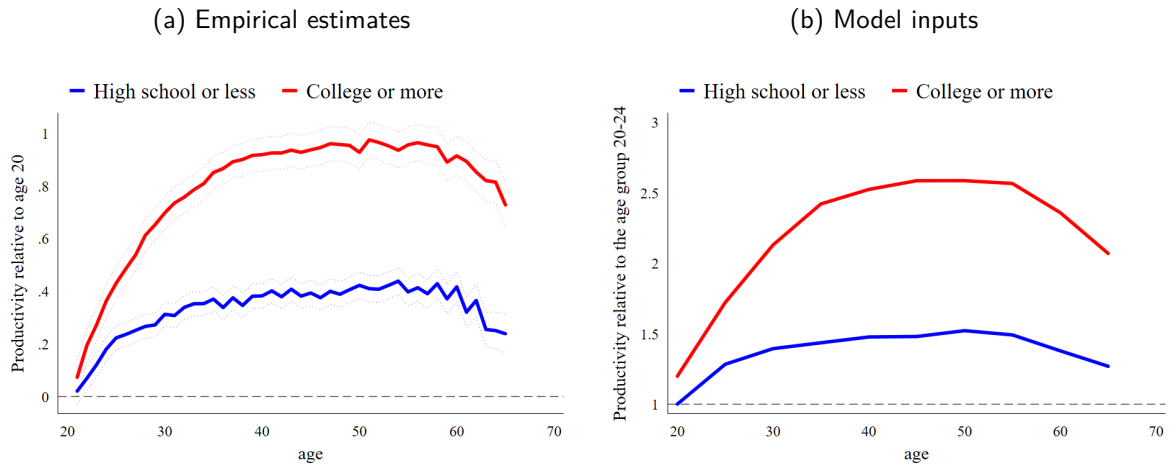 (a) Empirical estimates
High school or less
College or more
Productivity relative to age 20
1
.8
.6
.4
.2
0
20
30
40
50
60
70
age
(b) Model inputs
High school or less
College or more
Productivity relative to the age group 20-24
3
2.5
2
1.5
1
20
30
40
50
60
70
age